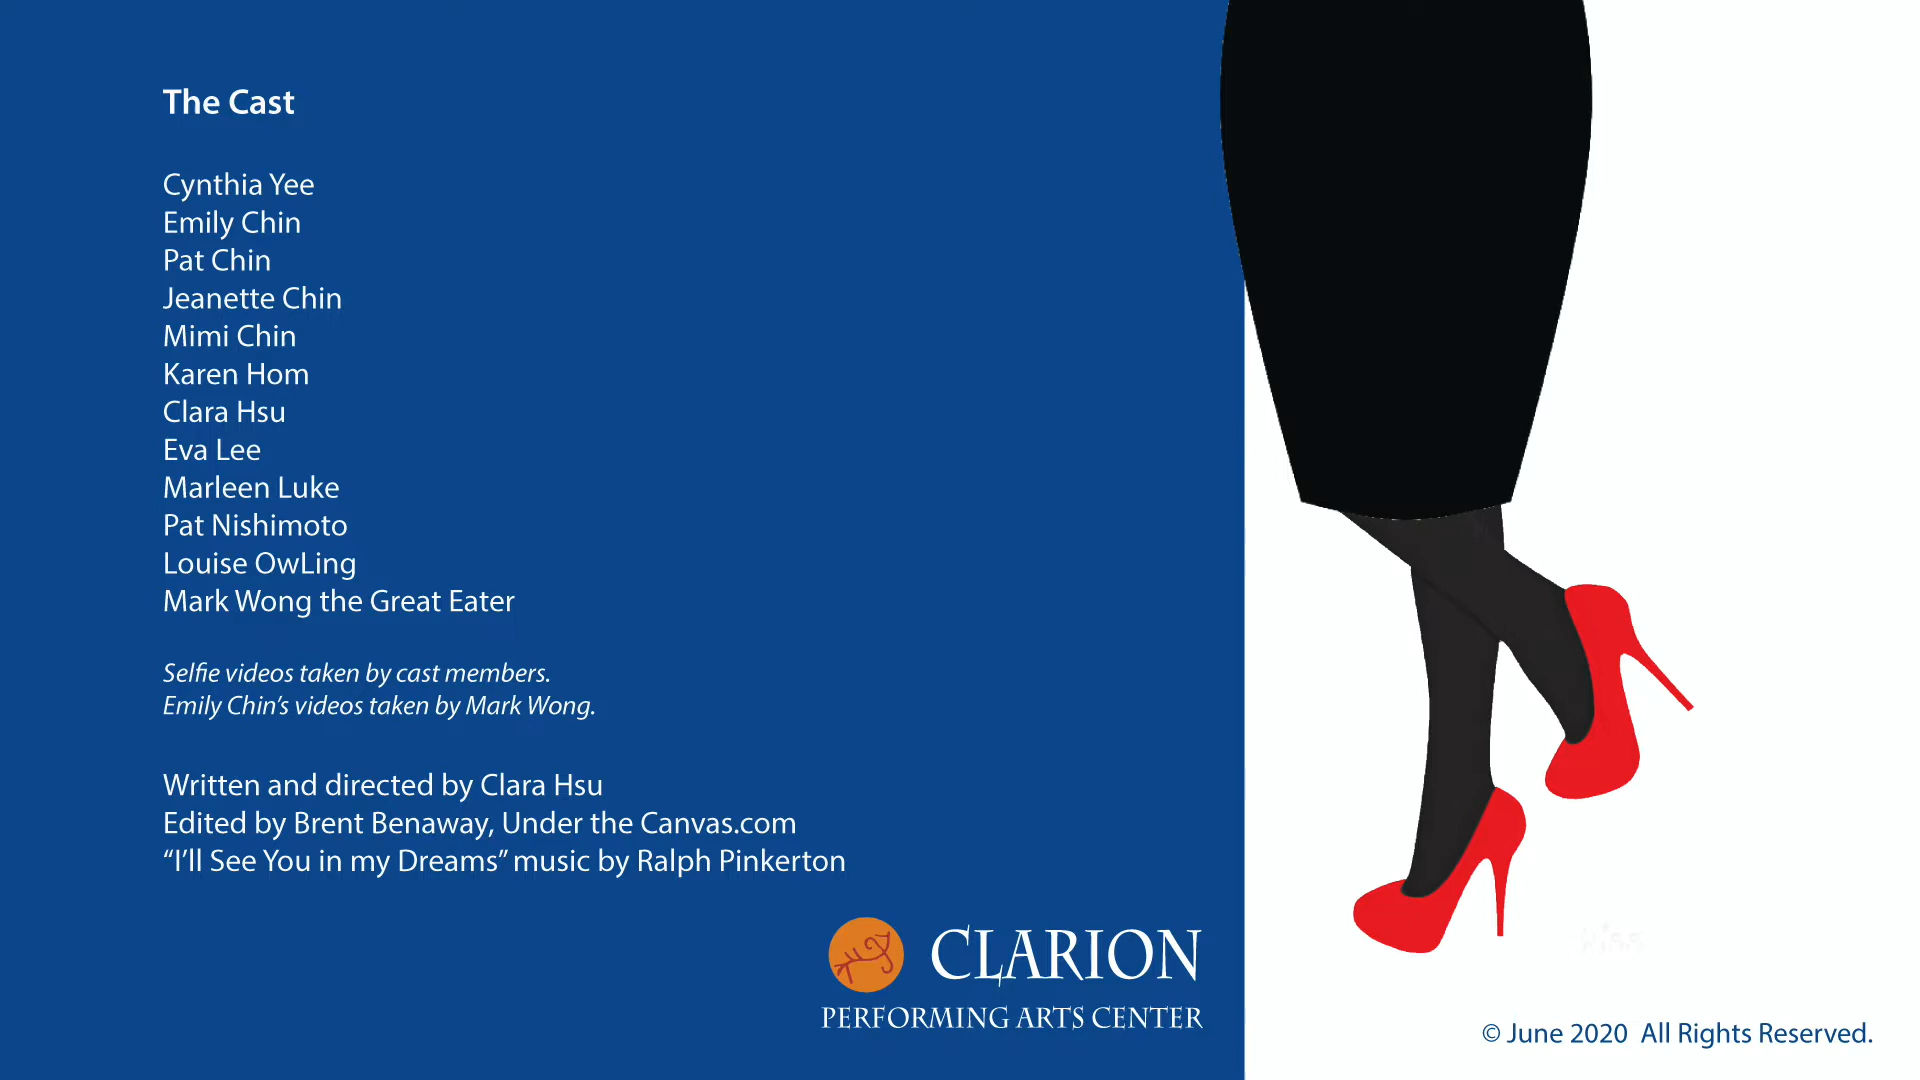 The Cast
Cynthia Yee
Emily Chin
Pat Chin
Jeanette Chin
Mimi Chin
Karen Hom
Clara Hsu
Eva Lee
Marleen Luke
Pat Nishimoto
Louise OwLing
Mark Wong the Great Eater
Selfie videos taken by cast members.
Emily Chin’s videos taken by Mark Wong.
Written and directed by Clara Hsu
Edited by Brent Benaway, Under the Canvas.com
“I’ll See You in my Dreams” music by Ralph Pinkerton
CLARION
PERFORMING ARTS CENTER
© June 2020 All Rights Reserved.